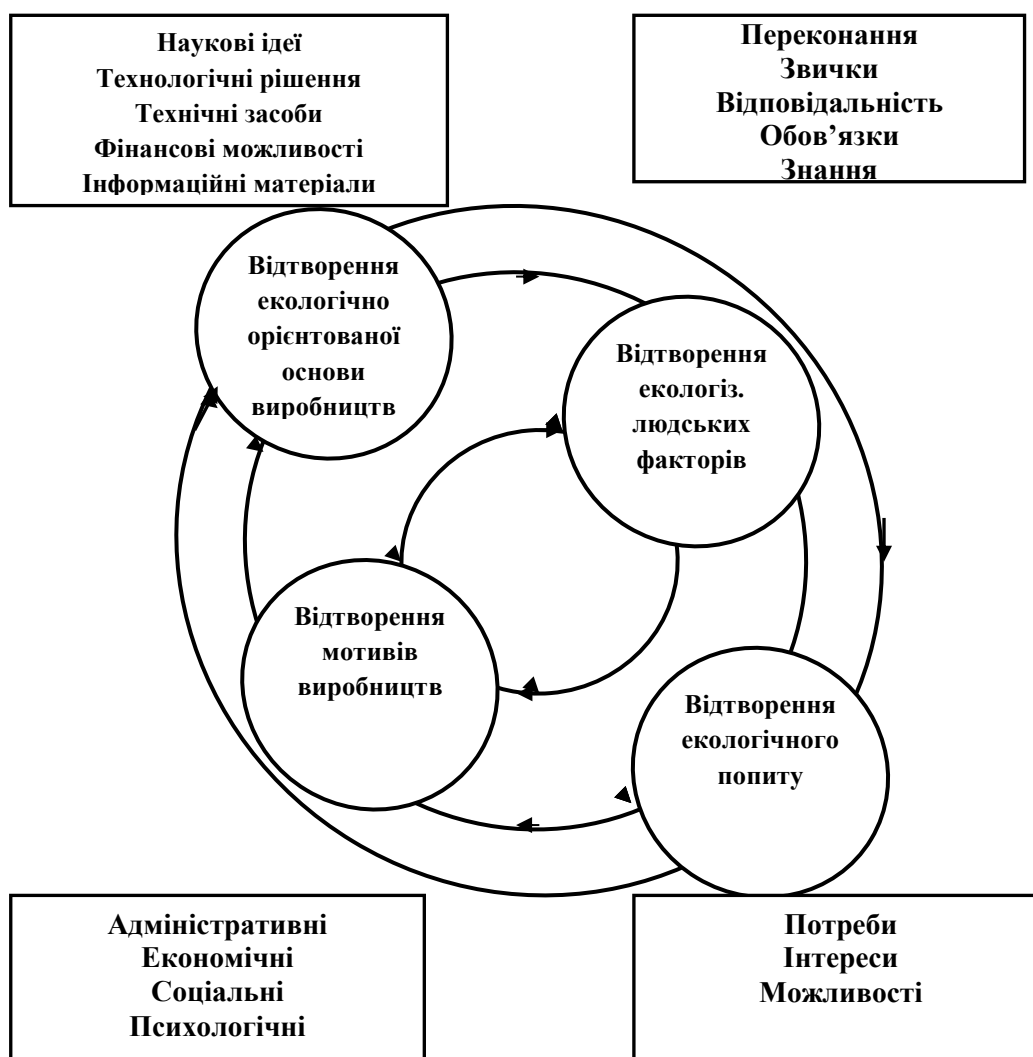 Наукові ідеї
Технологічні рішення
Технічні засоби
Фінансові можливості
Інформаційні матеріали
Переконання
Звички
Відповідальність
Обов’язки
Знання
Відтворення
екологічно
орієнтованої
основи
виробництв
Відтворення
екологіз.
людських
факторів
Відтворення
мотивів
виробництв
Відтворення
екологічного
попиту
Адміністративні
Економічні
Соціальні
Психологічні
Потреби
Інтереси
Можливості